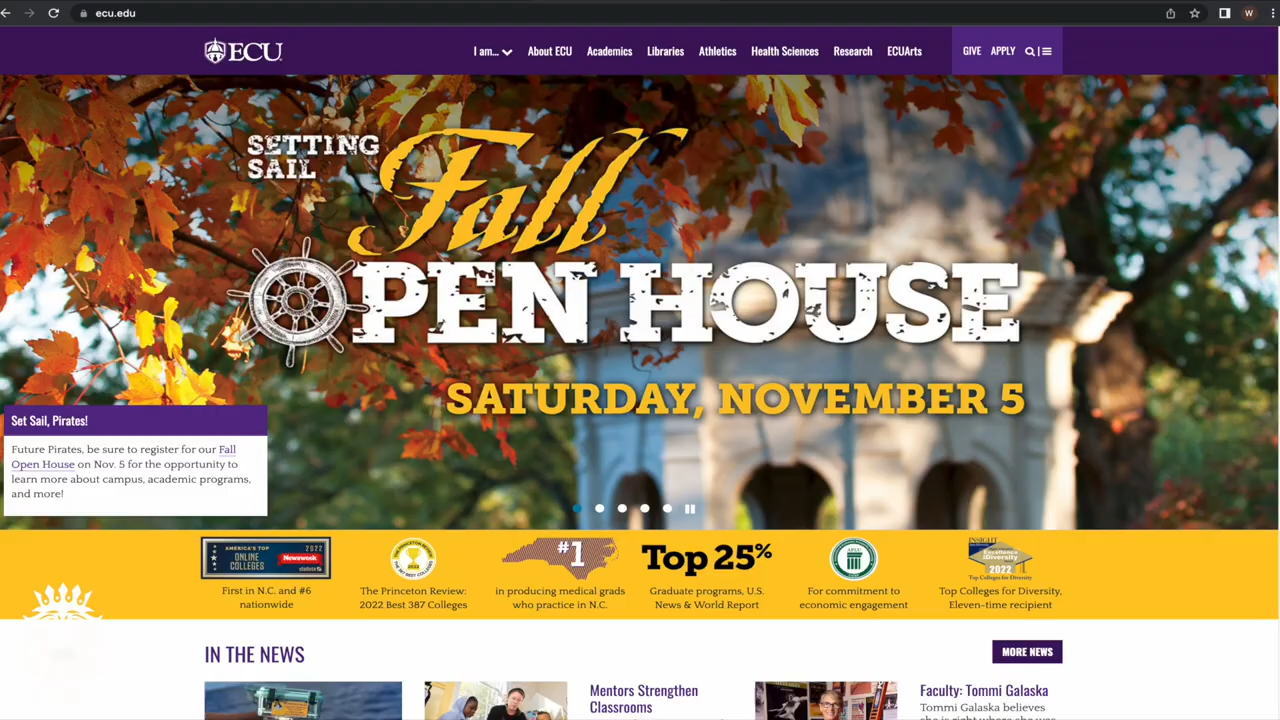 ecu.edu
W
ECU
I am...
About ECU
Academics
Libraries
Athletics
Health Sciences
Research
ECUArts
GIVE
APPLY
SETTING
SAIL
Fall
OPEN HOUSE
SATURDAY, NOVEMBER 5
Set Sail, Pirates!
Future Pirates, be sure to register for our Fall
Open House on Nov. 5 for the opportunity to
learn more about campus, academic programs,
and more!
AMERICA'S TOP
ONLINE
COLLEGES
2022
Newsweek
statista
First in N.C. and #6
nationwide
The Princeton Review:
2022 Best 387 Colleges
#1
in producing medical grads
who practice in N.C.
Top 25%
Graduate programs, U.S.
News & World Report
APLU
For commitment to
economic engagement
INSIGHT
Excellence
in Diversity
2022
Top Colleges for Diversity
Top Colleges for Diversity,
Eleven-time recipient
IN THE NEWS
MORE NEWS
Mentors Strengthen
Classrooms
Faculty: Tommi Galaska
Tommi Galaska believes